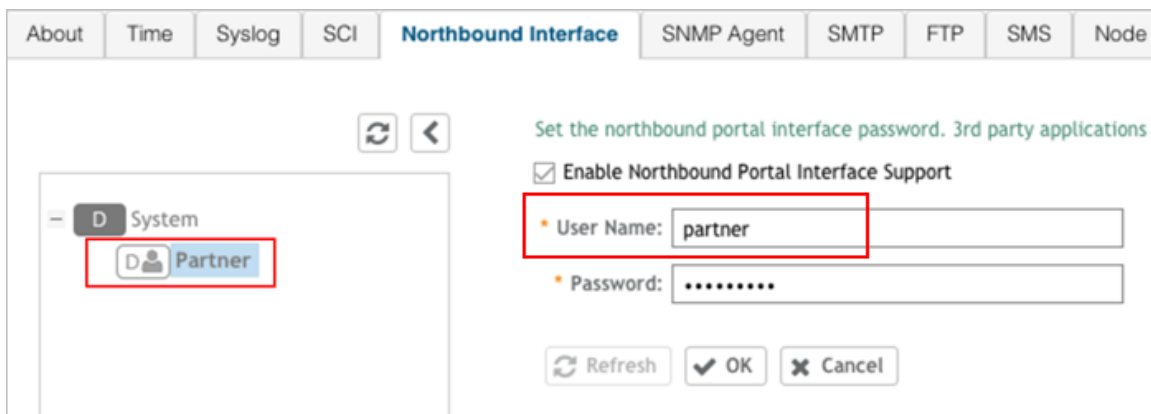 About Time Syslog SCI Northbound Interface SNMP Agent SMTP FTP SMS Node
Set the northbound portal interface password. 3rd party applications
Enable Northbound Portal Interface Support
D System
D Partner
* User Name: partner
* Password: •••••••••
Refresh OK Cancel